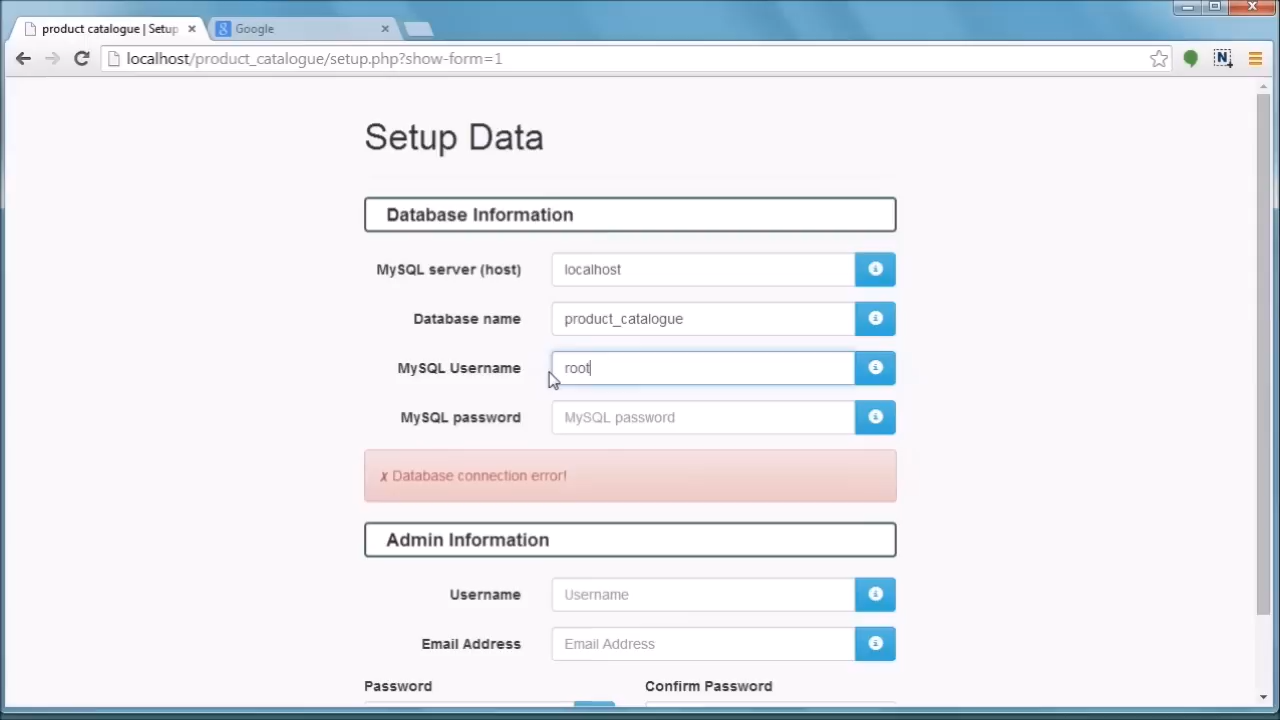 product catalogue | Setup
Google
localhost/product_catalogue/setup.php?show-form=1
Setup Data
Database Information
MySQL server (host) localhost
Database name product_catalogue
MySQL Username root
MySQL password MySQL password
✗ Database connection error!
Admin Information
Username Username
Email Address Email Address
Password Confirm Password